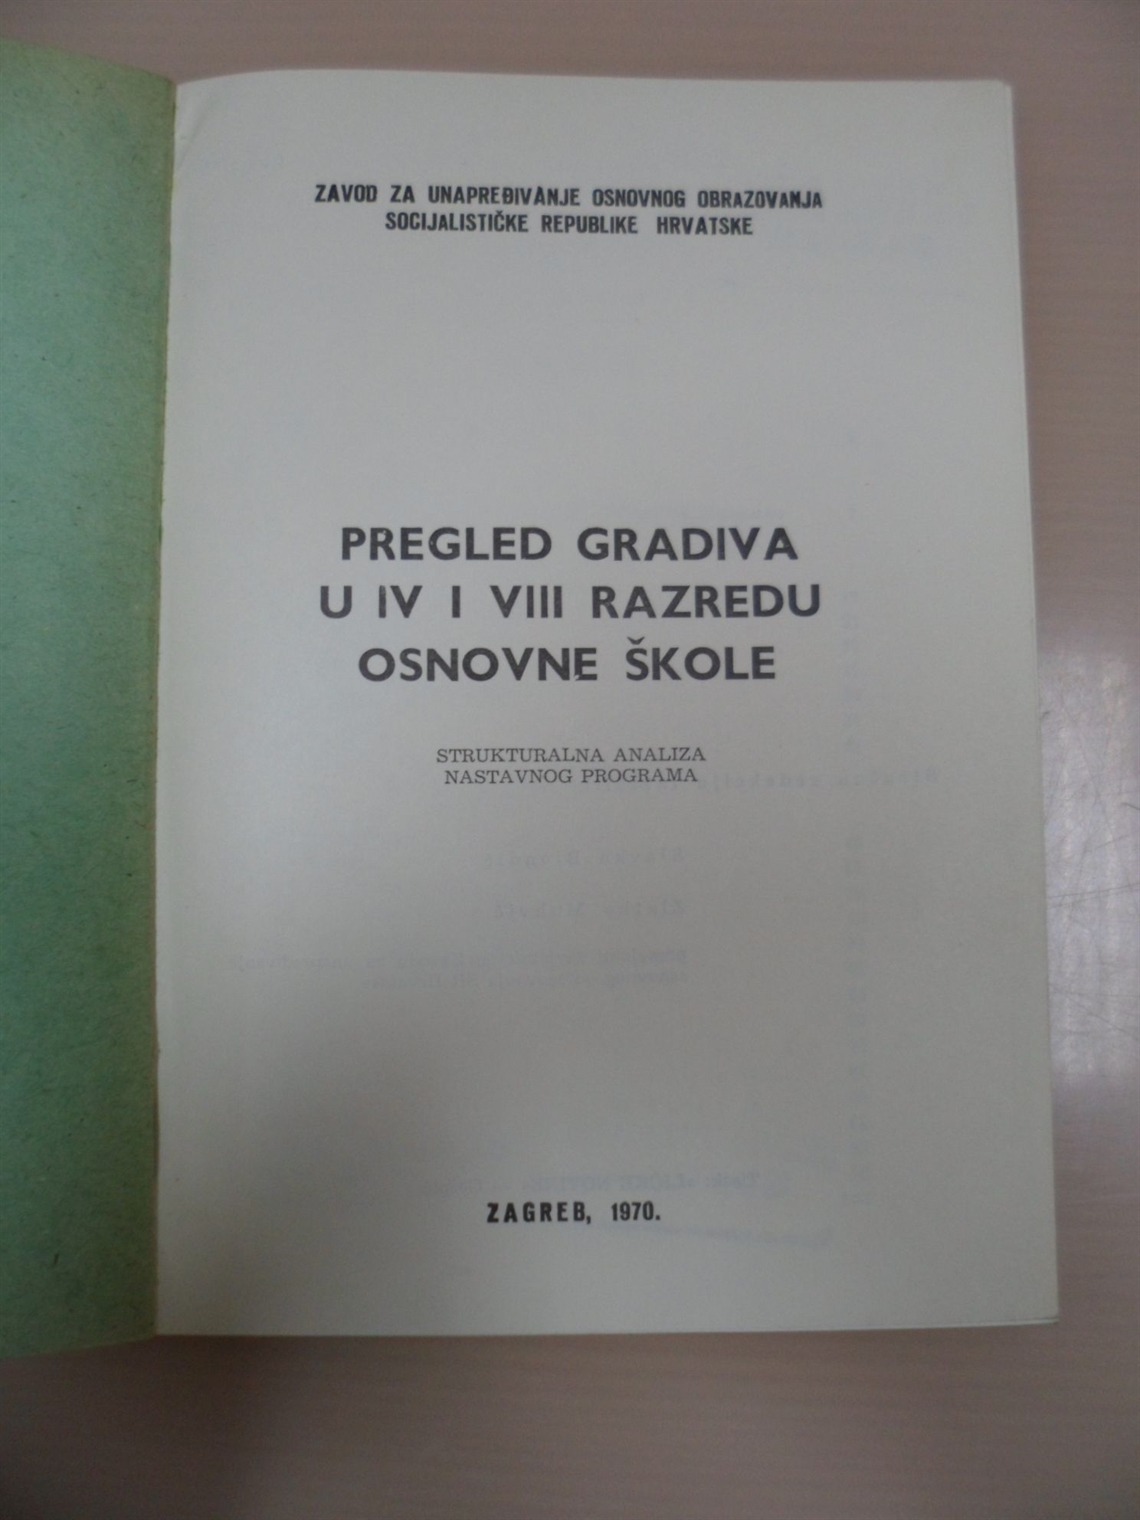 ZAVOD ZA UNAPREĐIVANJE OSNOVNOG OBRAZOVANJA
SOCIJALISTIČKE REPUBLIKE HRVATSKE
PREGLED GRADIVA
U IV I VIII RAZREDU
OSNOVNE ŠKOLE
STRUKTURALNA ANALIZA
NASTAVNOG PROGRAMA
ZAGREB, 1970.